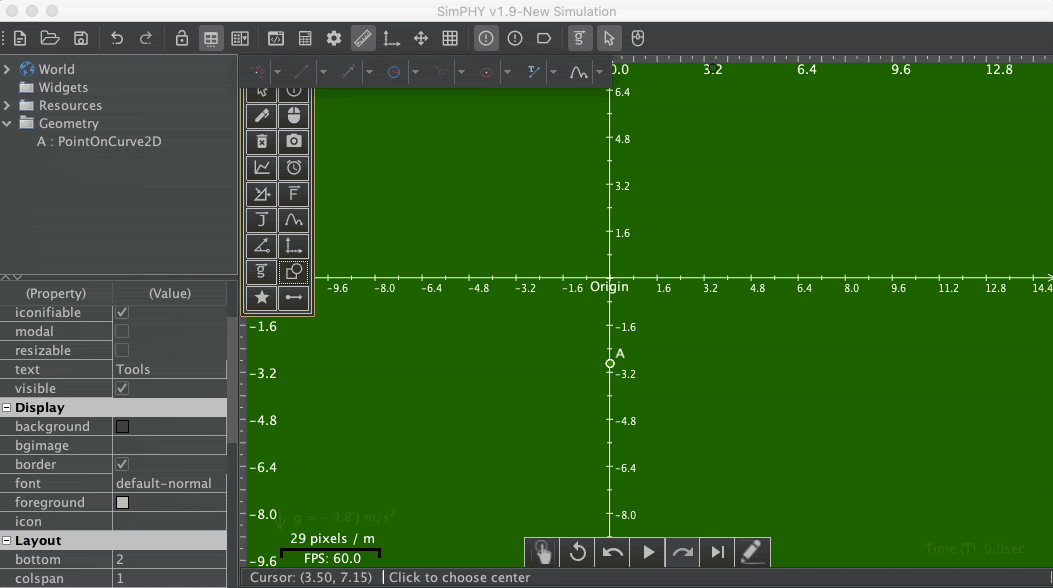 SimPHY v1.9-New Simulation
World
Widgets
Resources
Geometry
A : PointOnCurve2D
(Property) (Value)
iconifiable
modal
resizable
text Tools
visible
Display
background
bgimage
border
font default-normal
foreground
icon
Layout
bottom 2
colspan 1
0.0 3.2 6.4 9.6 12.8
6.4
4.8
3.2
1.6
-9.6 -8.0 -6.4 -4.8 -3.2 -1.6 Origin 1.6 3.2 4.8 6.4 8.0 9.6 11.2 12.8 14.4
-1.6 -1.6
A
-3.2 -3.2
-4.8 -4.8
-6.4 -6.4
-8.0 g = - 9.8 j m/s² -8.0
29 pixels / m
FPS: 60.0
Time (T), 0.0sec
-9.6
Cursor: (3.50, 7.15) Click to choose center